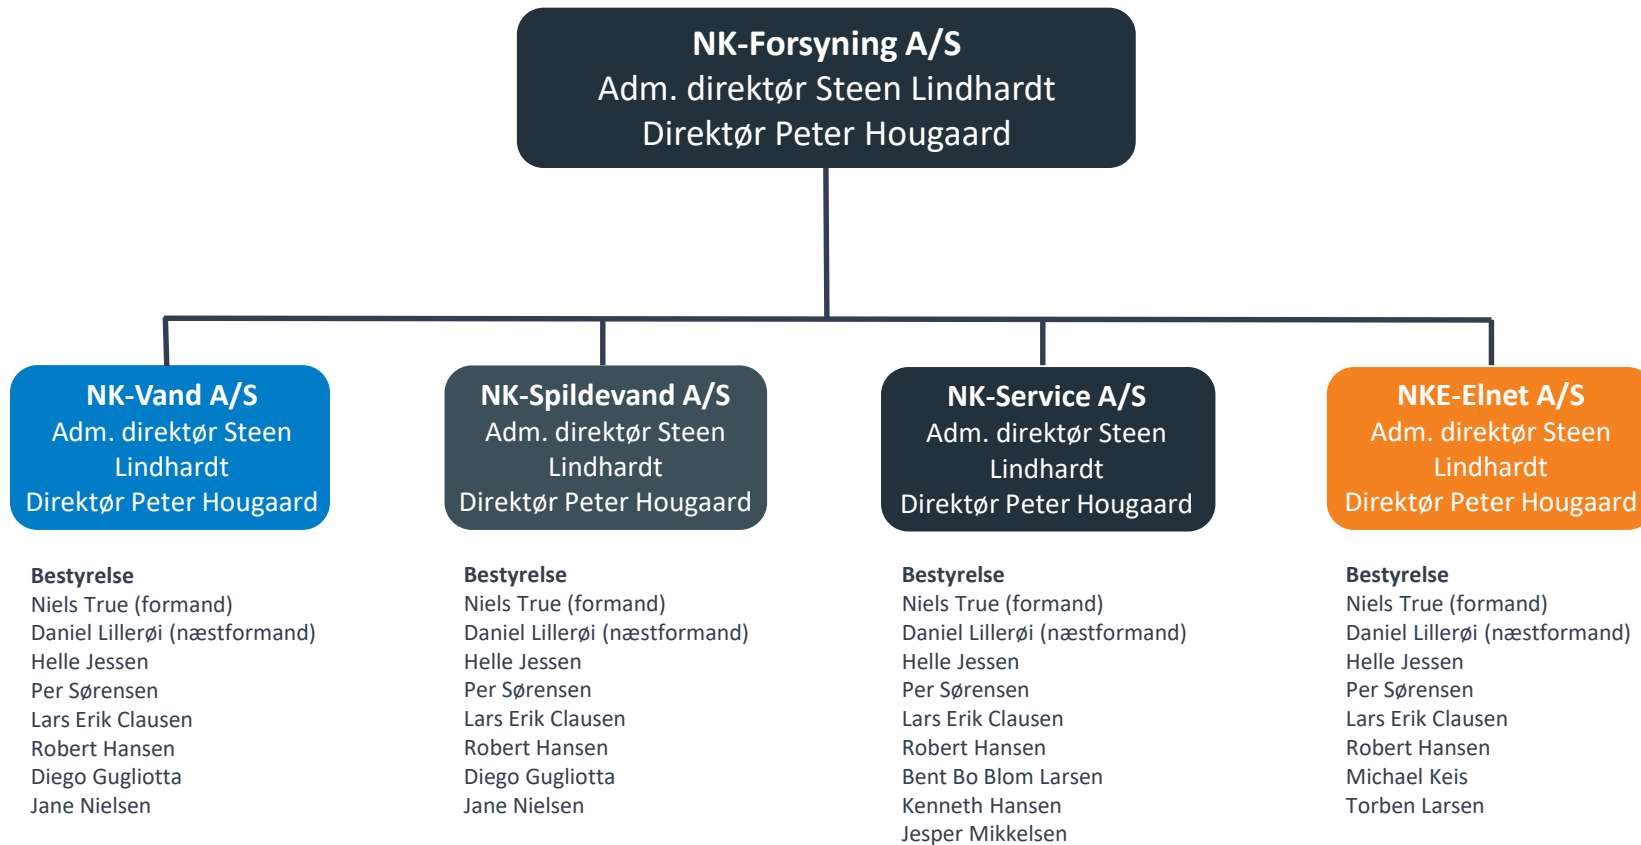 NK-Forsyning A/S
Adm. direktør Steen Lindhardt
Direktør Peter Hougaard
NK-Vand A/S
Adm. direktør Steen
Lindhardt
Direktør Peter Hougaard
Bestyrelse
Niels True (formand)
Daniel Lillerøi (næstformand)
Helle Jessen
Per Sørensen
Lars Erik Clausen
Robert Hansen
Diego Gugliotta
Jane Nielsen
NK-Spildevand A/S
Adm. direktør Steen
Lindhardt
Direktør Peter Hougaard
Bestyrelse
Niels True (formand)
Daniel Lillerøi (næstformand)
Helle Jessen
Per Sørensen
Lars Erik Clausen
Robert Hansen
Diego Gugliotta
Jane Nielsen
NK-Service A/S
Adm. direktør Steen
Lindhardt
Direktør Peter Hougaard
Bestyrelse
Niels True (formand)
Daniel Lillerøi (næstformand)
Helle Jessen
Per Sørensen
Lars Erik Clausen
Robert Hansen
Bent Bo Blom Larsen
Kenneth Hansen
Jesper Mikkelsen
NKE-Elnet A/S
Adm. direktør Steen
Lindhardt
Direktør Peter Hougaard
Bestyrelse
Niels True (formand)
Daniel Lillerøi (næstformand)
Helle Jessen
Per Sørensen
Lars Erik Clausen
Robert Hansen
Michael Keis
Torben Larsen